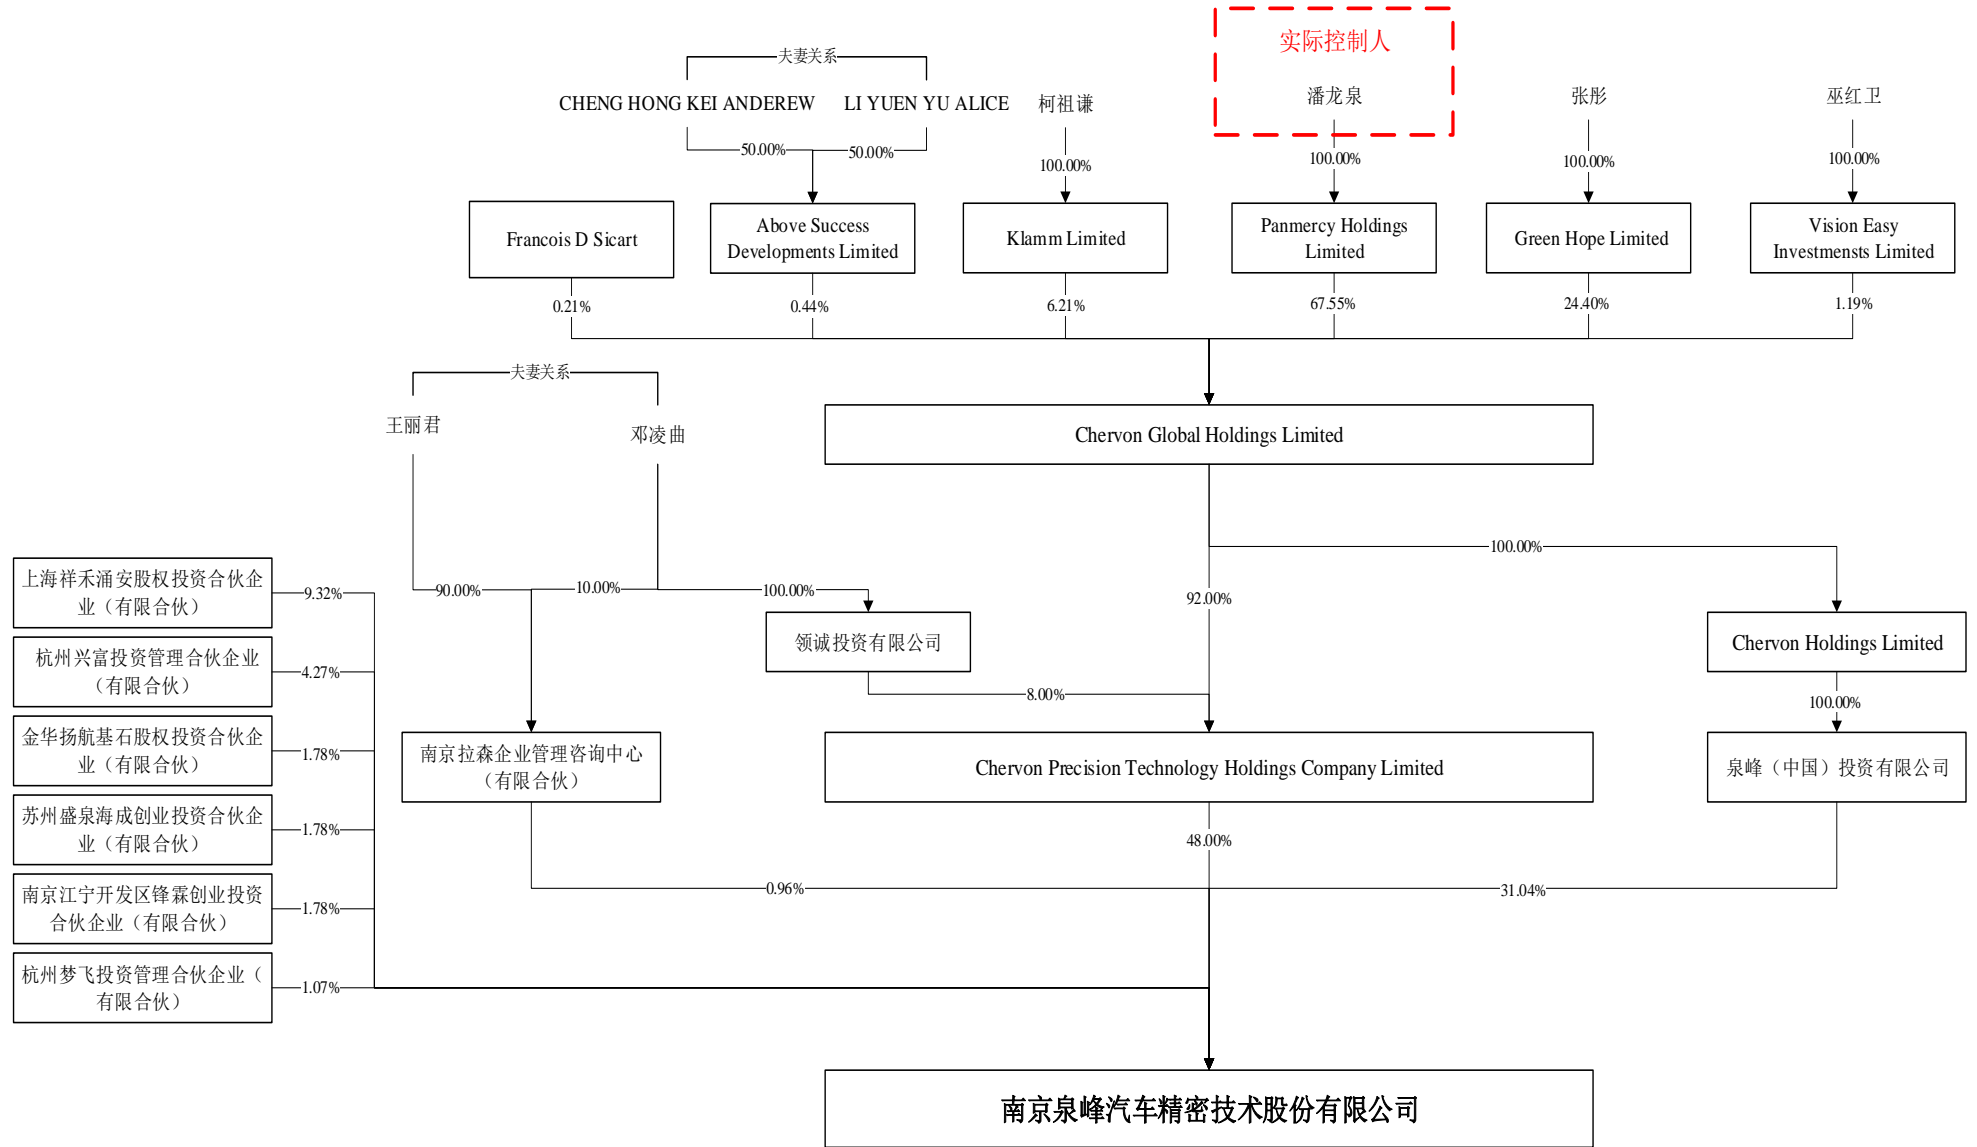 实际控制人
夫妻关系
CHENG HONG KEI ANDEREW
LI YUEN YU ALICE
柯祖谦
潘龙泉
张彤
巫红卫
50.00%
50.00%
100.00%
100.00%
100.00%
100.00%
Francois D Sicart
Above Success
Developments Limited
Klamm Limited
Panmercy Holdings
Limited
Green Hope Limited
Vision Easy
Investmensts Limited
0.21%
0.44%
6.21%
67.55%
24.40%
1.19%
夫妻关系
王丽君
邓凌曲
Chervon Global Holdings Limited
100.00%
上海祥禾涌安股权投资合伙企
业（有限合伙）
9.32%
90.00%
10.00%
100.00%
92.00%
领诚投资有限公司
Chervon Holdings Limited
杭州兴富投资管理合伙企业
（有限合伙）
4.27%
8.00%
100.00%
金华扬航基石股权投资合伙企
业（有限合伙）
1.78%
南京拉森企业管理咨询中心
（有限合伙）
Chervon Precision Technology Holdings Company Limited
泉峰（中国）投资有限公司
苏州盛泉海成创业投资合伙企
业（有限合伙）
1.78%
48.00%
0.96%
31.04%
南京江宁开发区锋霖创业投资
合伙企业（有限合伙）
1.78%
杭州梦飞投资管理合伙企业（
有限合伙）
1.07%
南京泉峰汽车精密技术股份有限公司